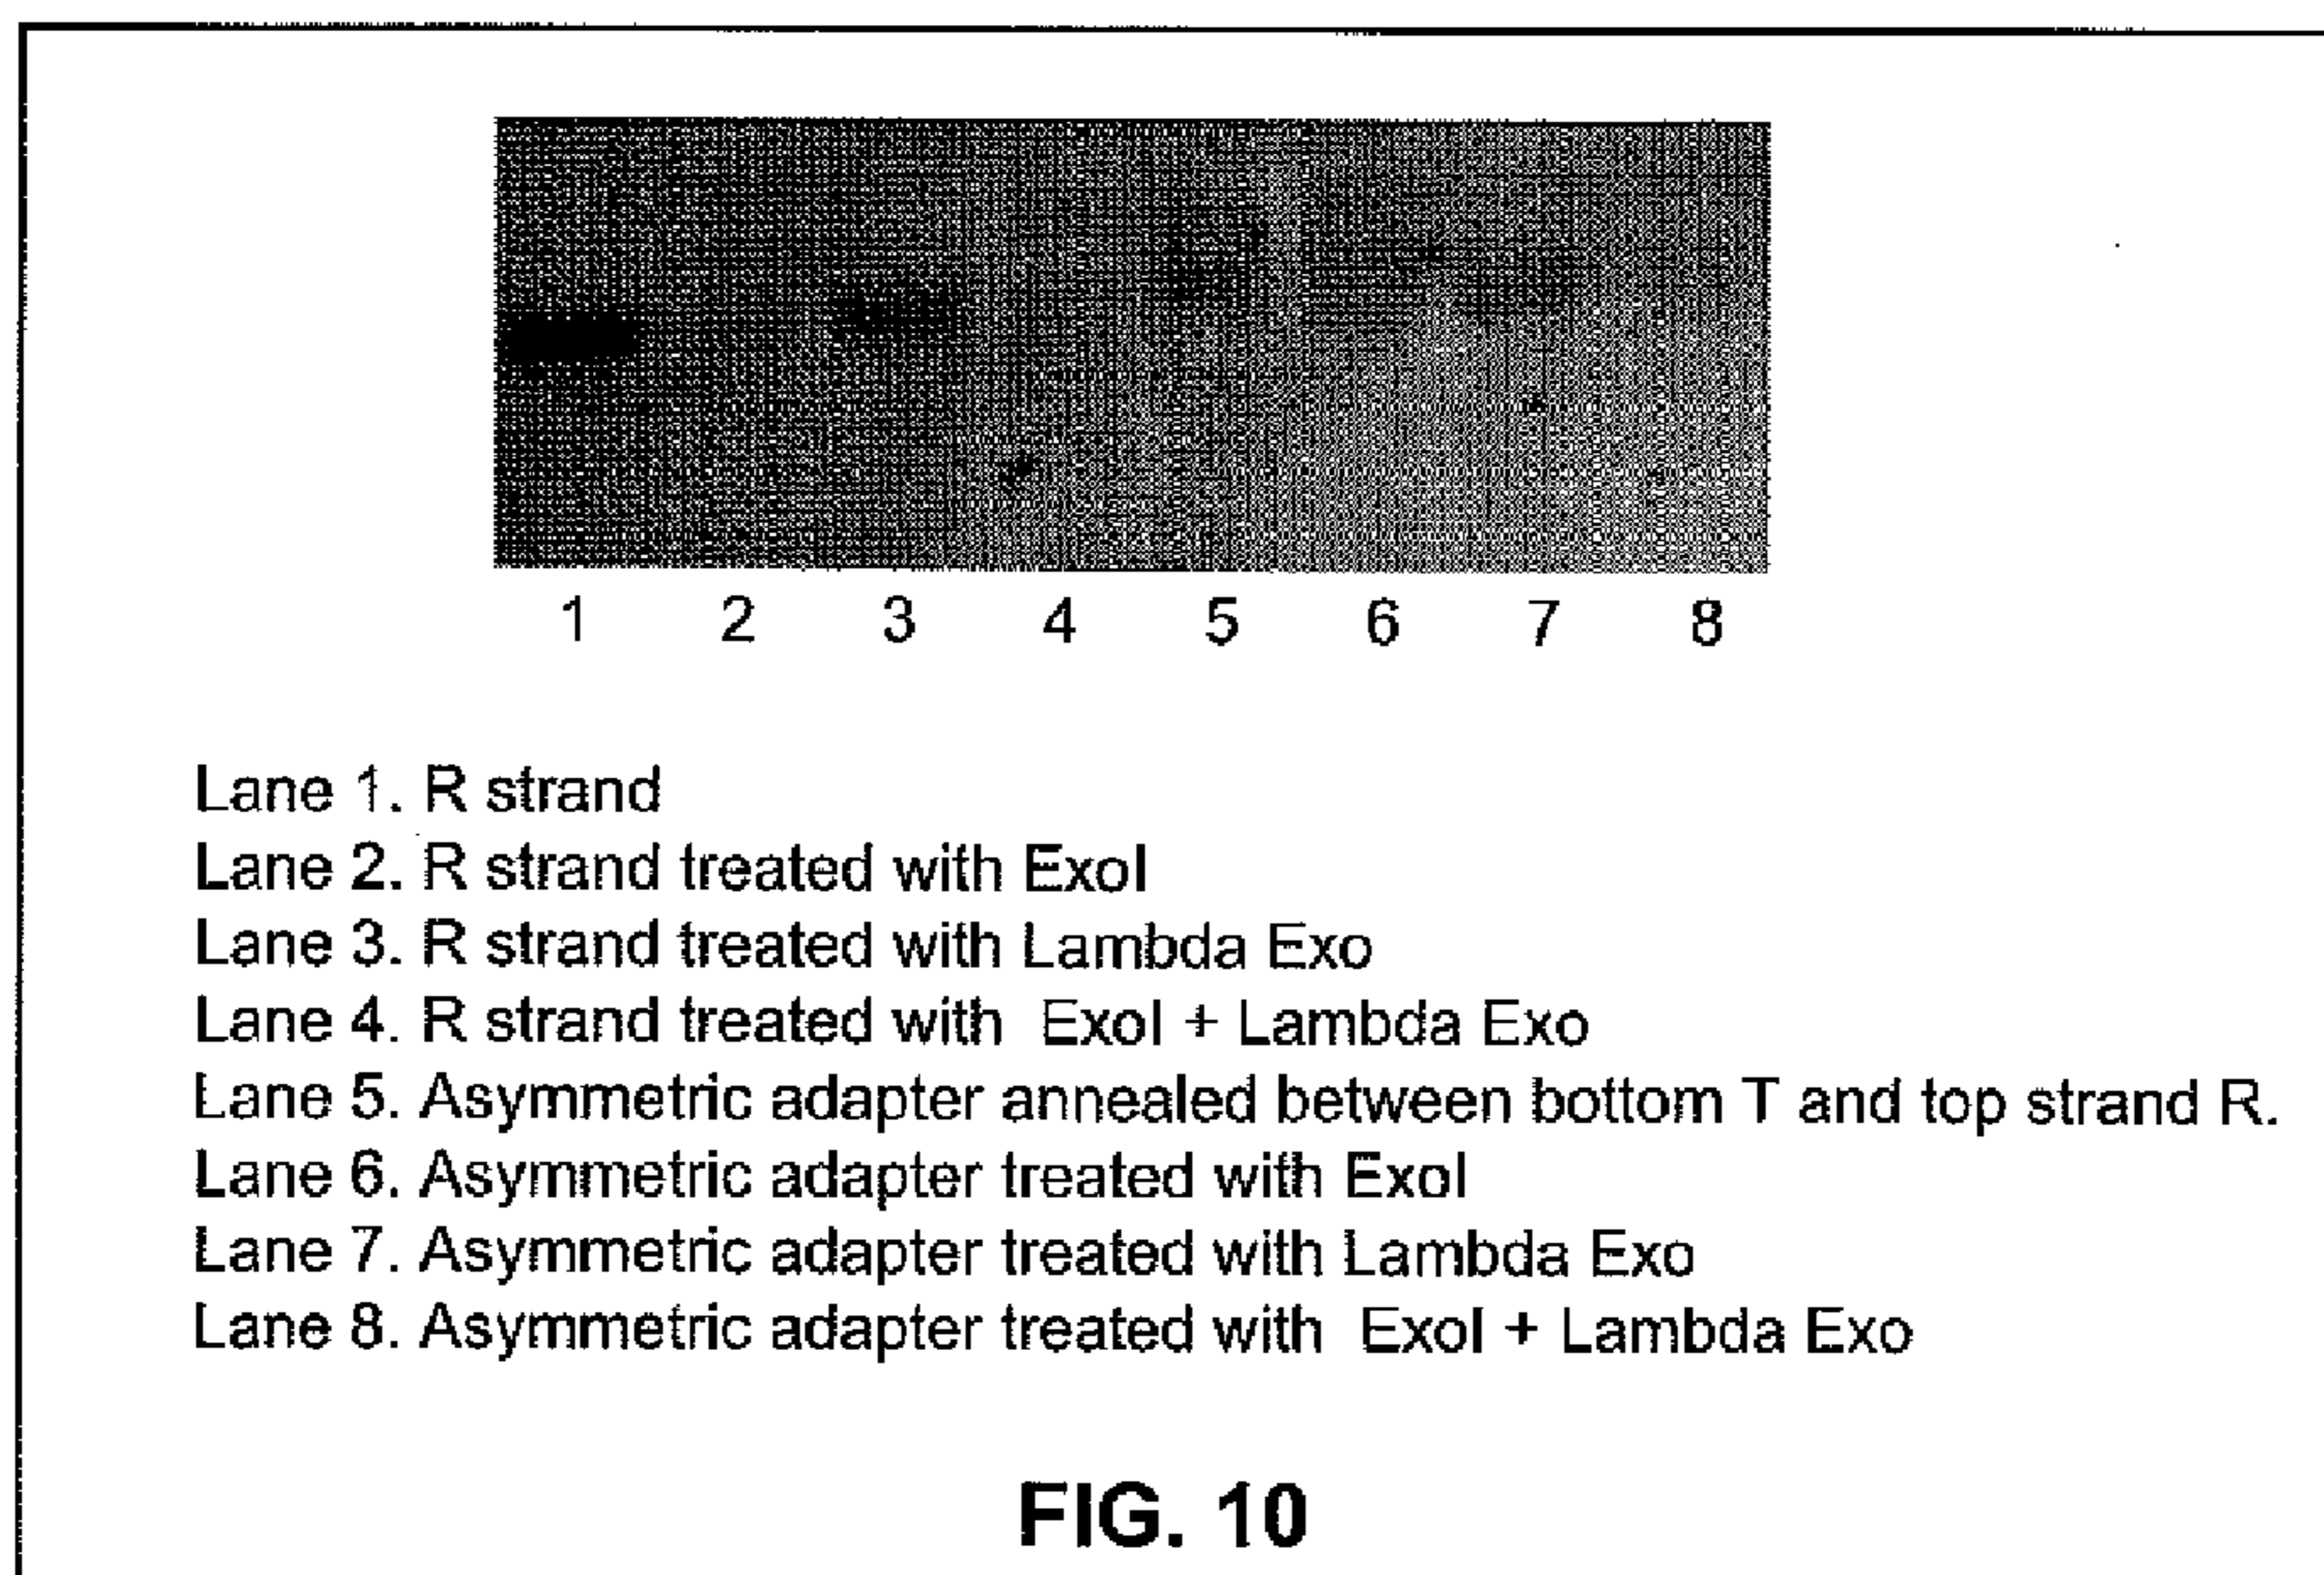 1 2 3 4 5 6 7 8
Lane 1. R strand
Lane 2. R strand treated with ExoI
Lane 3. R strand treated with Lambda Exo
Lane 4. R strand treated with ExoI + Lambda Exo
Lane 5. Asymmetric adapter annealed between bottom T and top strand R.
Lane 6. Asymmetric adapter treated with ExoI
Lane 7. Asymmetric adapter treated with Lambda Exo
Lane 8. Asymmetric adapter treated with ExoI + Lambda Exo
FIG. 10